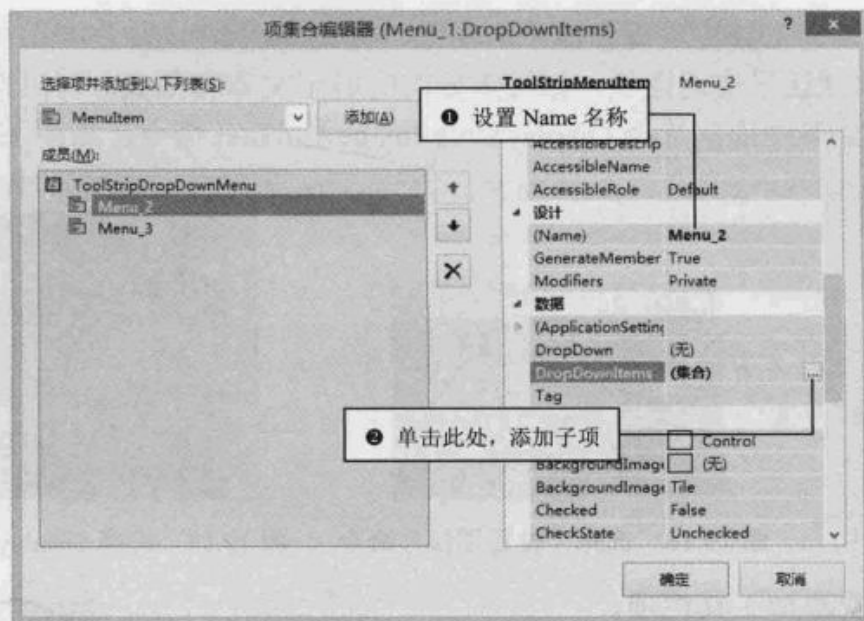 项集合编辑器 (Menu_1.DropDownItems)
? x
选择项并添加到以下列表(S):
MenuItem
添加(A)
成员(M):
ToolStripDropDownMenu
Menu_2
Menu_3
ToolStripMenuItem Menu_2
❶ 设置 Name 名称
AccessibleDescrip
AccessibleName
AccessibleRole Default
设计
(Name) Menu_2
GenerateMember True
Modifiers Private
数据
(ApplicationSetting
DropDown (无)
DropDownItems (集合) ...
Tag
❷ 单击此处，添加子项
Control
BackgroundImage (无)
BackgroundImage Tile
Checked False
CheckState Unchecked
确定
取消